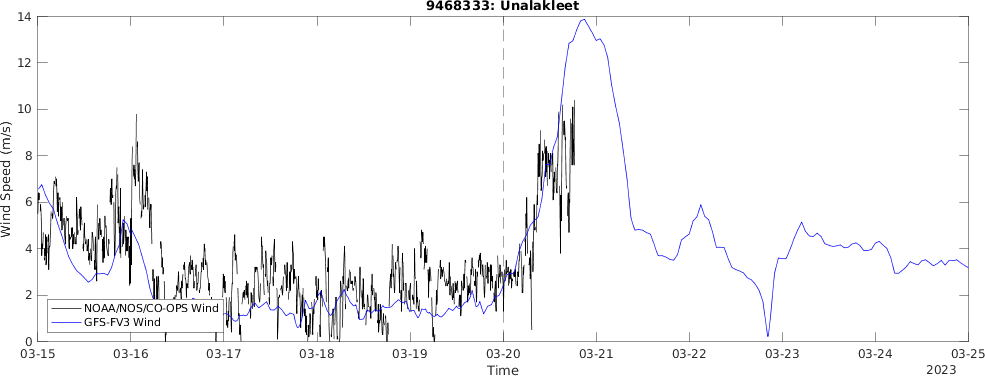 9468333: Unalakleet
14
12
10
8
6
4
2
0
Wind Speed (m/s)
NOAA/NOS/CO-OPS Wind
GFS-FV3 Wind
03-15 03-16 03-17 03-18 03-19 03-20 03-21 03-22 03-23 03-24 03-25
Time
2023